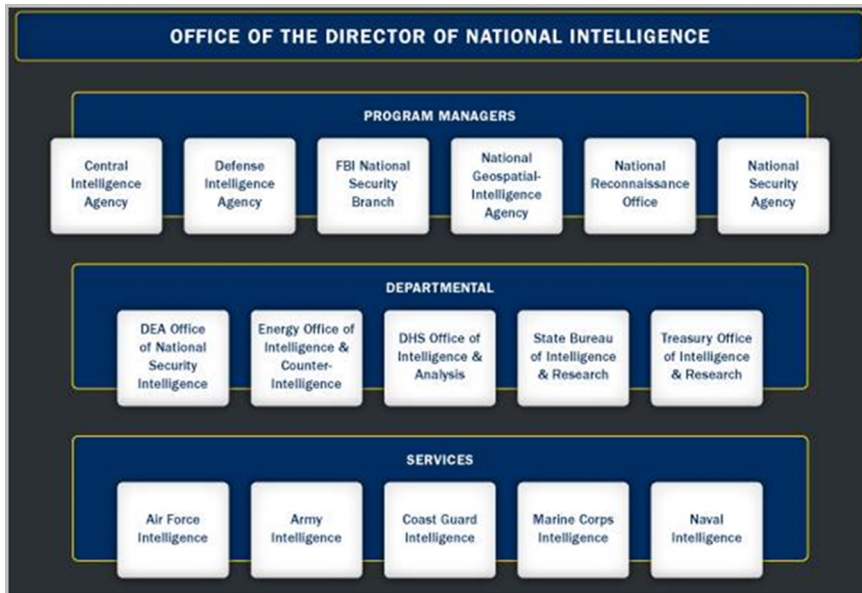 OFFICE OF THE DIRECTOR OF NATIONAL INTELLIGENCE
PROGRAM MANAGERS
Central
Intelligence
Agency
Defense
Intelligence
Agency
FBI National
Security
Branch
National
Geospatial-
Intelligence
Agency
National
Reconnaissance
Office
National
Security
Agency
DEPARTMENTAL
DEA Office
of National
Security
Intelligence
Energy Office of
Intelligence &
Counter-
Intelligence
DHS Office of
Intelligence &
Analysis
State Bureau
of Intelligence
& Research
Treasury Office
of Intelligence
& Research
SERVICES
Air Force
Intelligence
Army
Intelligence
Coast Guard
Intelligence
Marine Corps
Intelligence
Naval
Intelligence